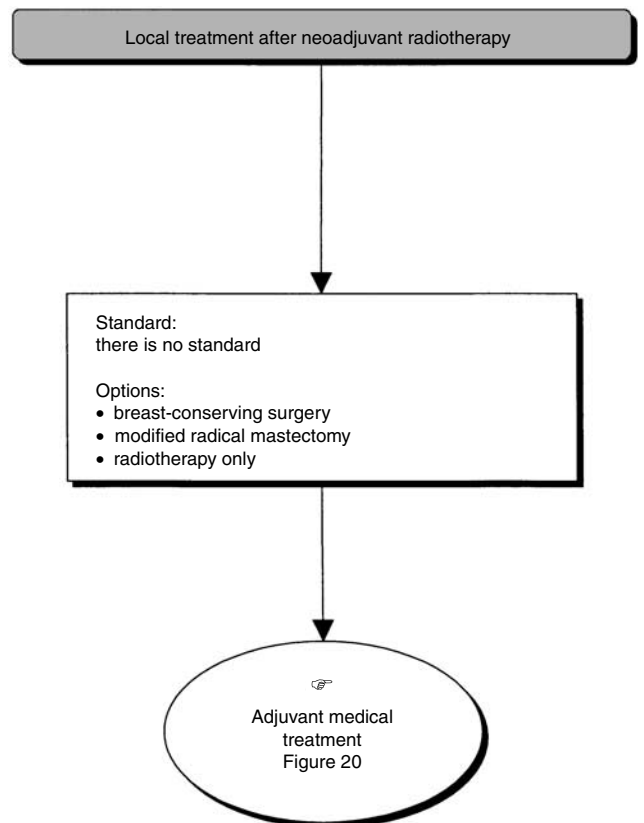 Local treatment after neoadjuvant radiotherapy
Standard:
there is no standard
Options:
• breast-conserving surgery
• modified radical mastectomy
• radiotherapy only
☞
Adjuvant medical
treatment
Figure 20